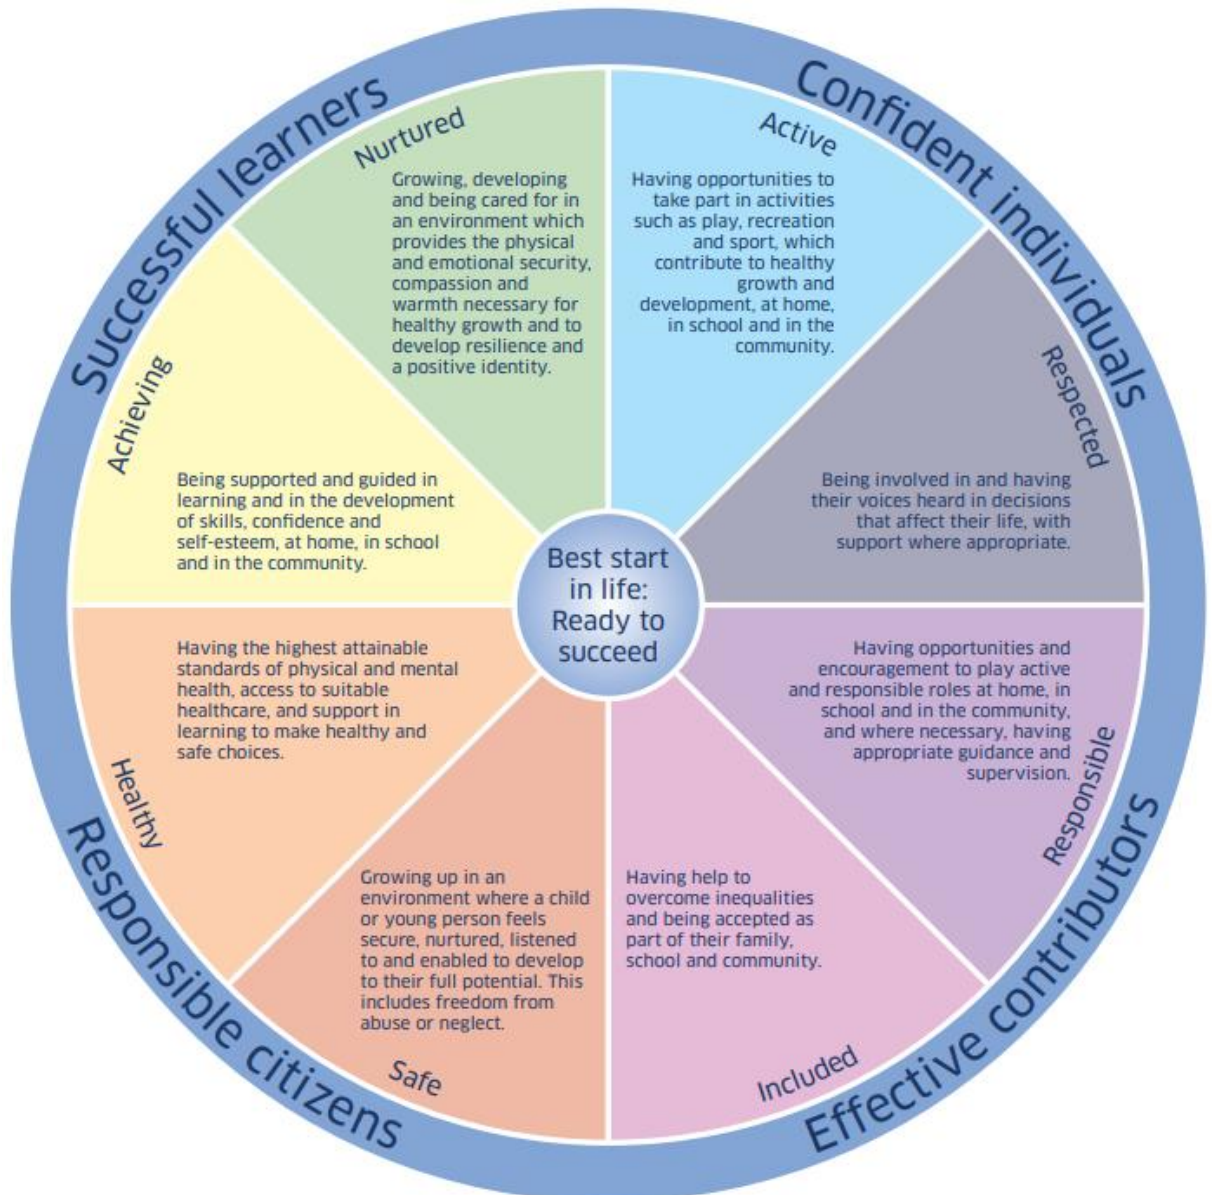 Successful learners
Confident individuals
Nurtured
Growing, developing
and being cared for in
an environment which
provides the physical
and emotional security,
compassion and
warmth necessary for
healthy growth and to
develop resilience and
a positive identity.
Active
Having opportunities to
take part in activities
such as play, recreation
and sport, which
contribute to healthy
growth and
development, at home,
in school and in the
community.
Achieving
Being supported and guided in
learning and in the development
of skills, confidence and
self-esteem, at home, in school
and in the community.
Respected
Being involved in and having
their voices heard in decisions
that affect their life, with
support where appropriate.
Best start
in life:
Ready to
succeed
Healthy
Having the highest attainable
standards of physical and mental
health, access to suitable
healthcare, and support in
learning to make healthy and
safe choices.
Responsible
Having opportunities and
encouragement to play active
and responsible roles at home, in
school and in the community,
and where necessary, having
appropriate guidance and
supervision.
Growing up in an
environment where a child
or young person feels
secure, nurtured, listened
to and enabled to develop
to their full potential. This
includes freedom from
abuse or neglect.
Safe
Having help to
overcome inequalities
and being accepted as
part of their family,
school and community.
Included
Responsible citizens
Effective contributors